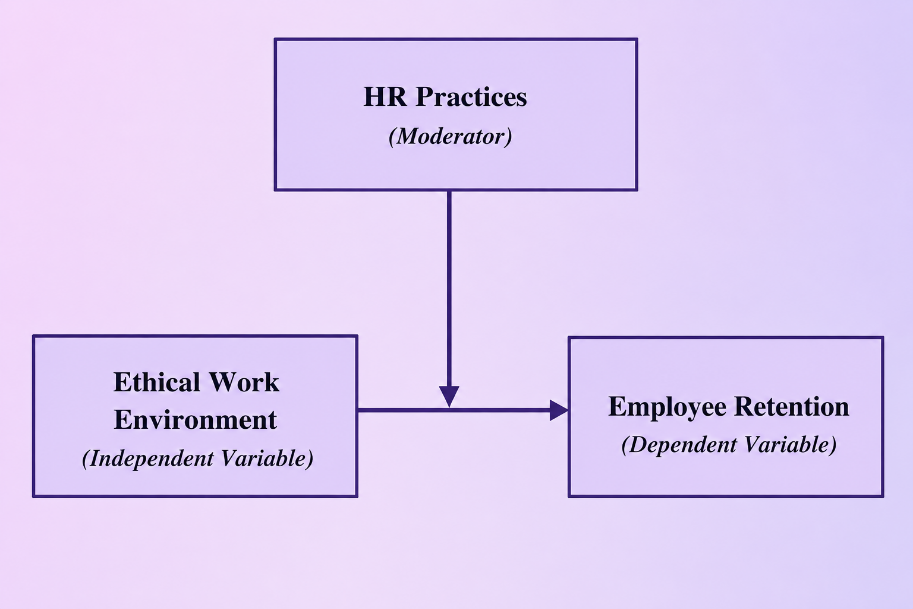 HR Practices
(Moderator)
Ethical Work
Environment
(Independent Variable)
Employee Retention
(Dependent Variable)